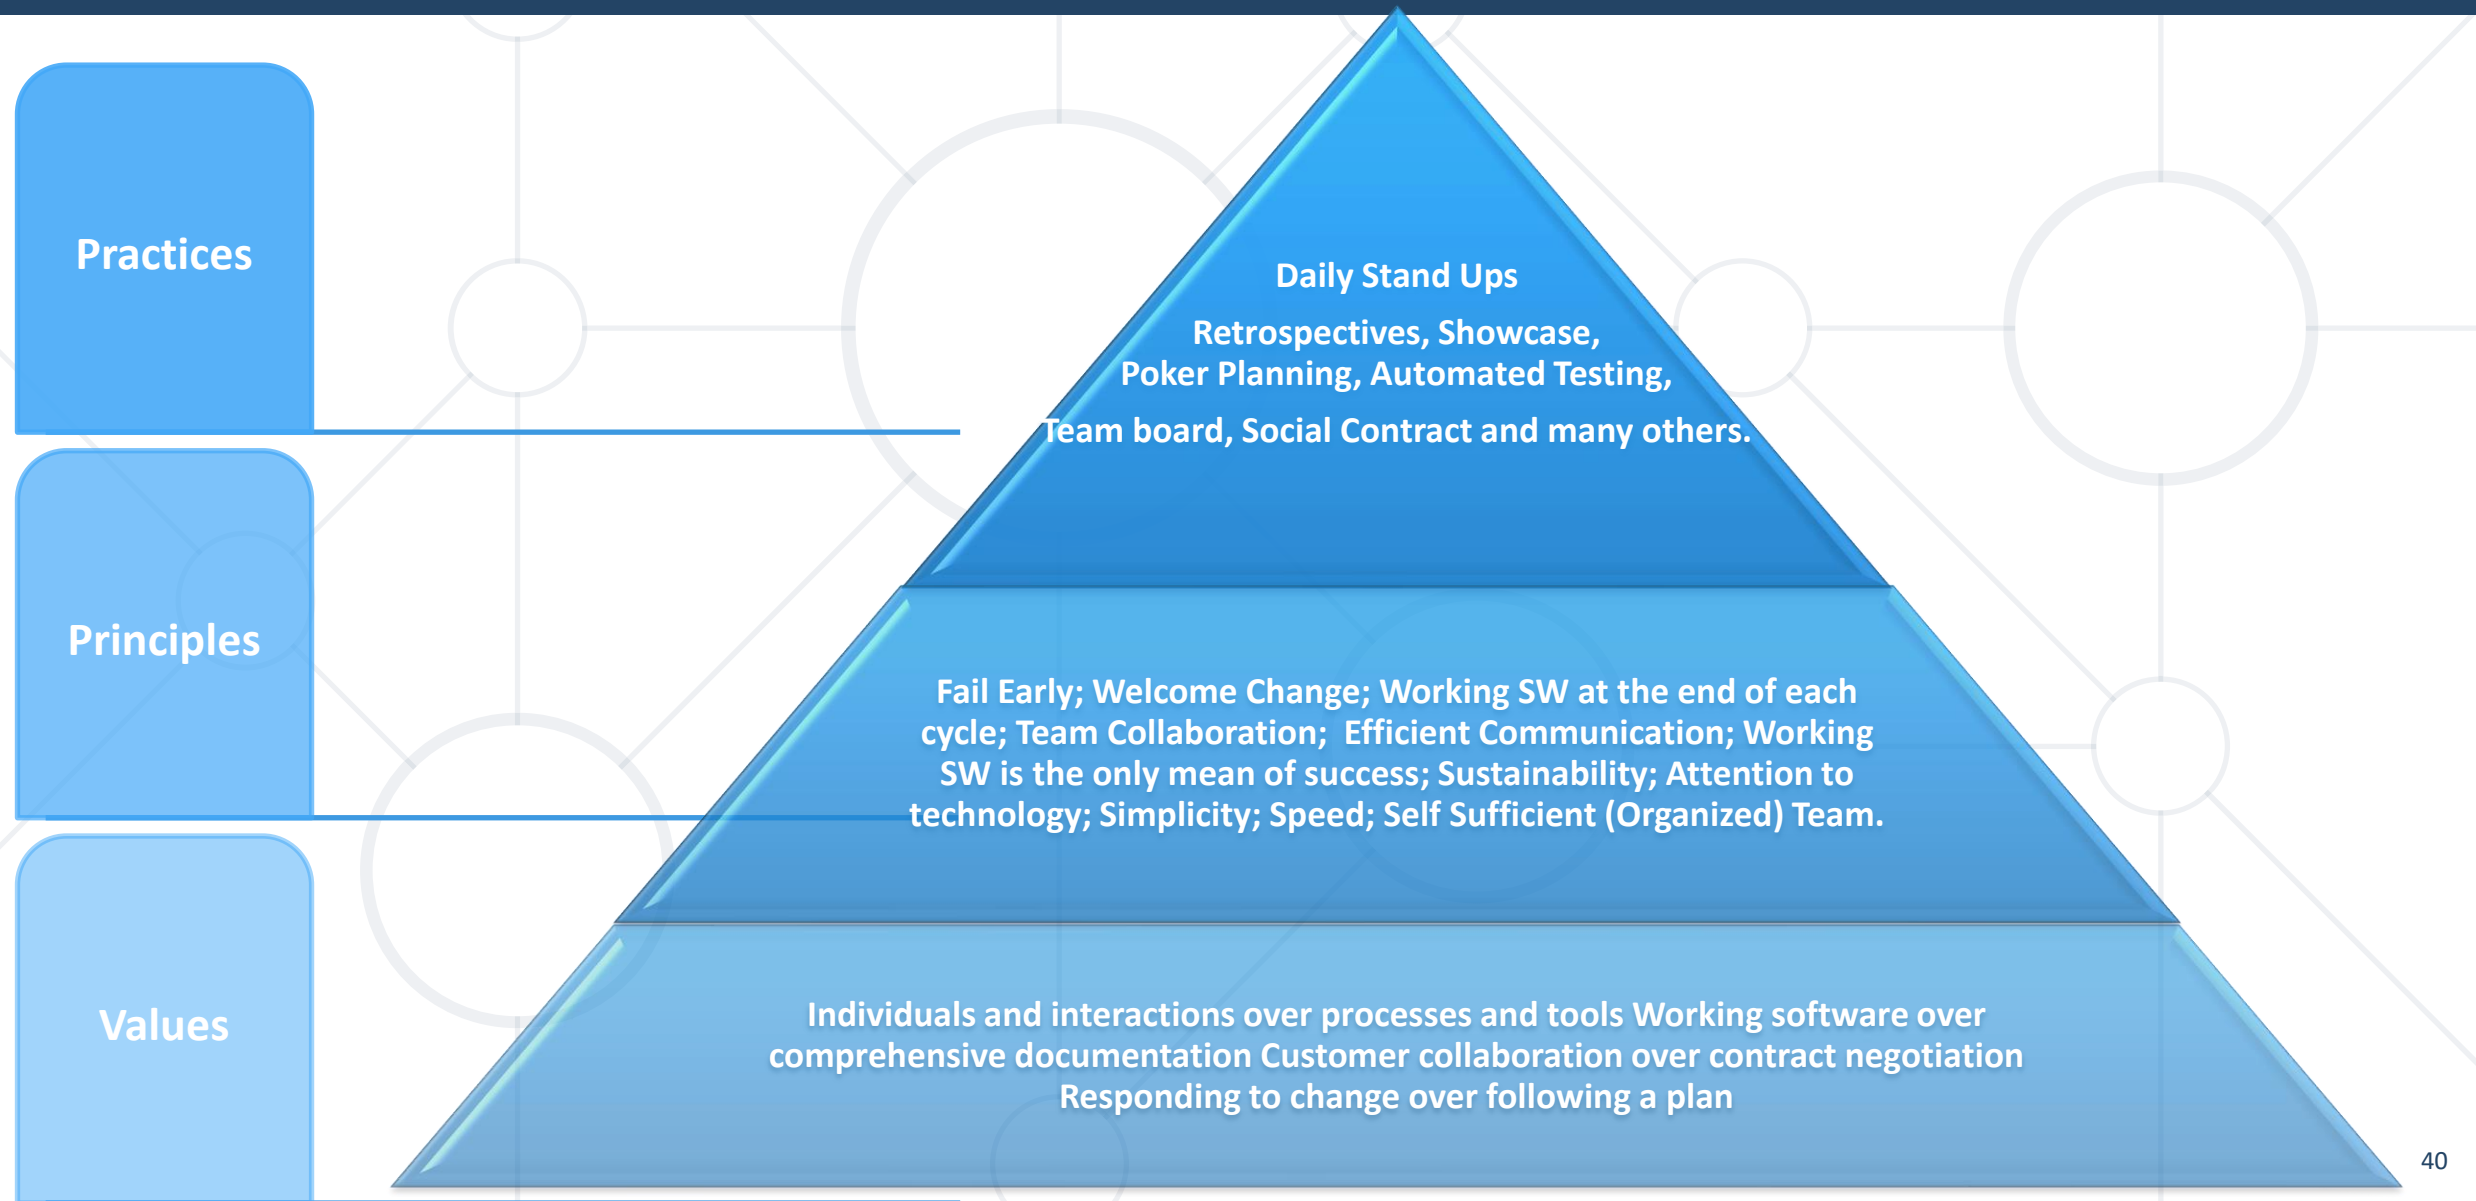 Practices
Daily Stand Ups
Retrospectives, Showcase,
Poker Planning, Automated Testing,
Team board, Social Contract and many others.
Principles
Fail Early; Welcome Change; Working SW at the end of each
cycle; Team Collaboration;  Efficient Communication; Working
SW is the only mean of success; Sustainability; Attention to
technology; Simplicity; Speed; Self Sufficient (Organized) Team.
Values
Individuals and interactions over processes and tools Working software over
comprehensive documentation Customer collaboration over contract negotiation
Responding to change over following a plan
40